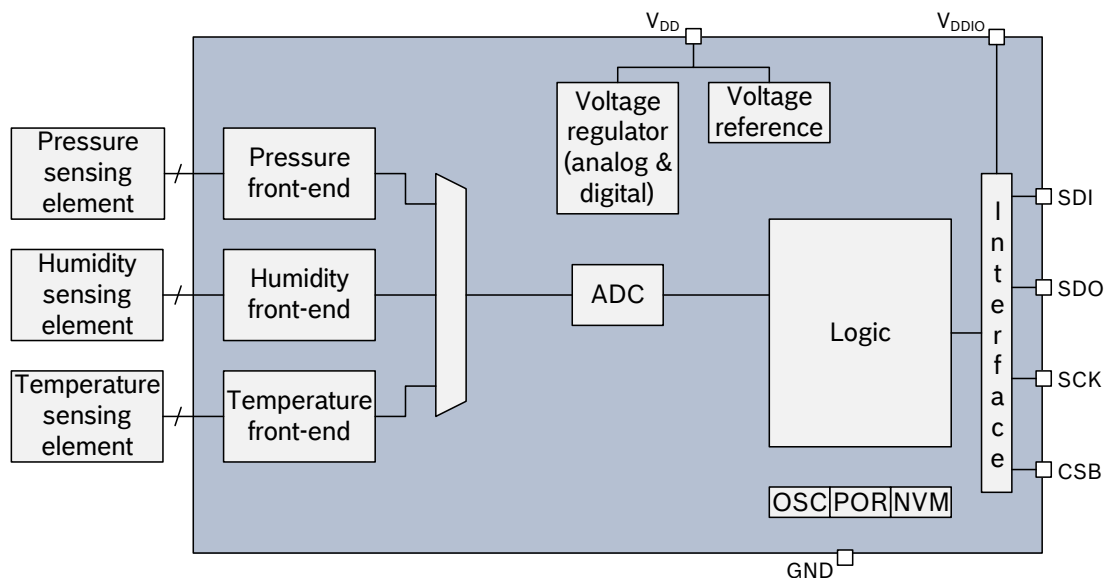 V_DD
V_DDIO
Pressure
sensing
element
Pressure
front-end
Voltage
regulator
(analog &
digital)
Voltage
reference
Humidity
sensing
element
Humidity
front-end
ADC
Logic
Interface
SDI
SDO
SCK
CSB
Temperature
sensing
element
Temperature
front-end
OSC POR NVM
GND